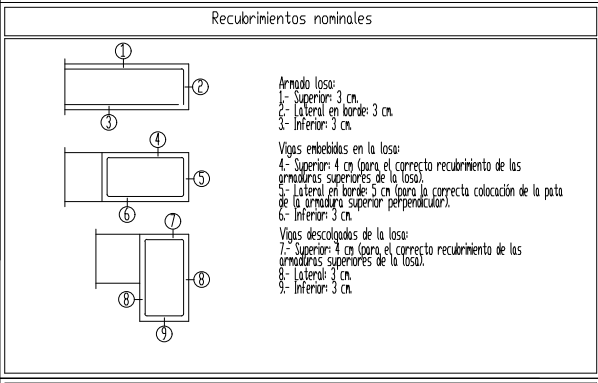 Recubrimientos nominales
1
2
3
Armado losa:
1.- Superior: 3 cm.
2.- Lateral en borde: 3 cm.
3.- Inferior: 3 cm.
4
5
6
Vigas embebidas en la losa:
4.- Superior: 4 cm (para el correcto recubrimiento de las
armaduras superiores de la losa).
5.- Lateral en borde: 5 cm (para la correcta colocación de la pata
de la armadura superior perpendicular).
6.- Inferior: 3 cm.
7
8
8
9
Vigas descolgadas de la losa:
7.- Superior: 4 cm (para el correcto recubrimiento de las
armaduras superiores de la losa).
8.- Lateral: 3 cm.
9.- Inferior: 3 cm.